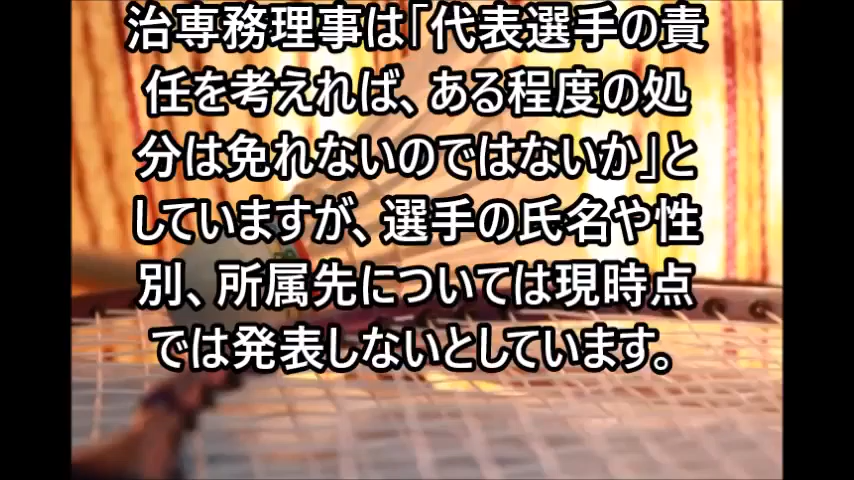 治専務理事は「代表選手の責
任を考えれば、ある程度の処
分は免れないのではないか」と
していますが、選手の氏名や性
別、所属先については現時点
では発表しないとしています。